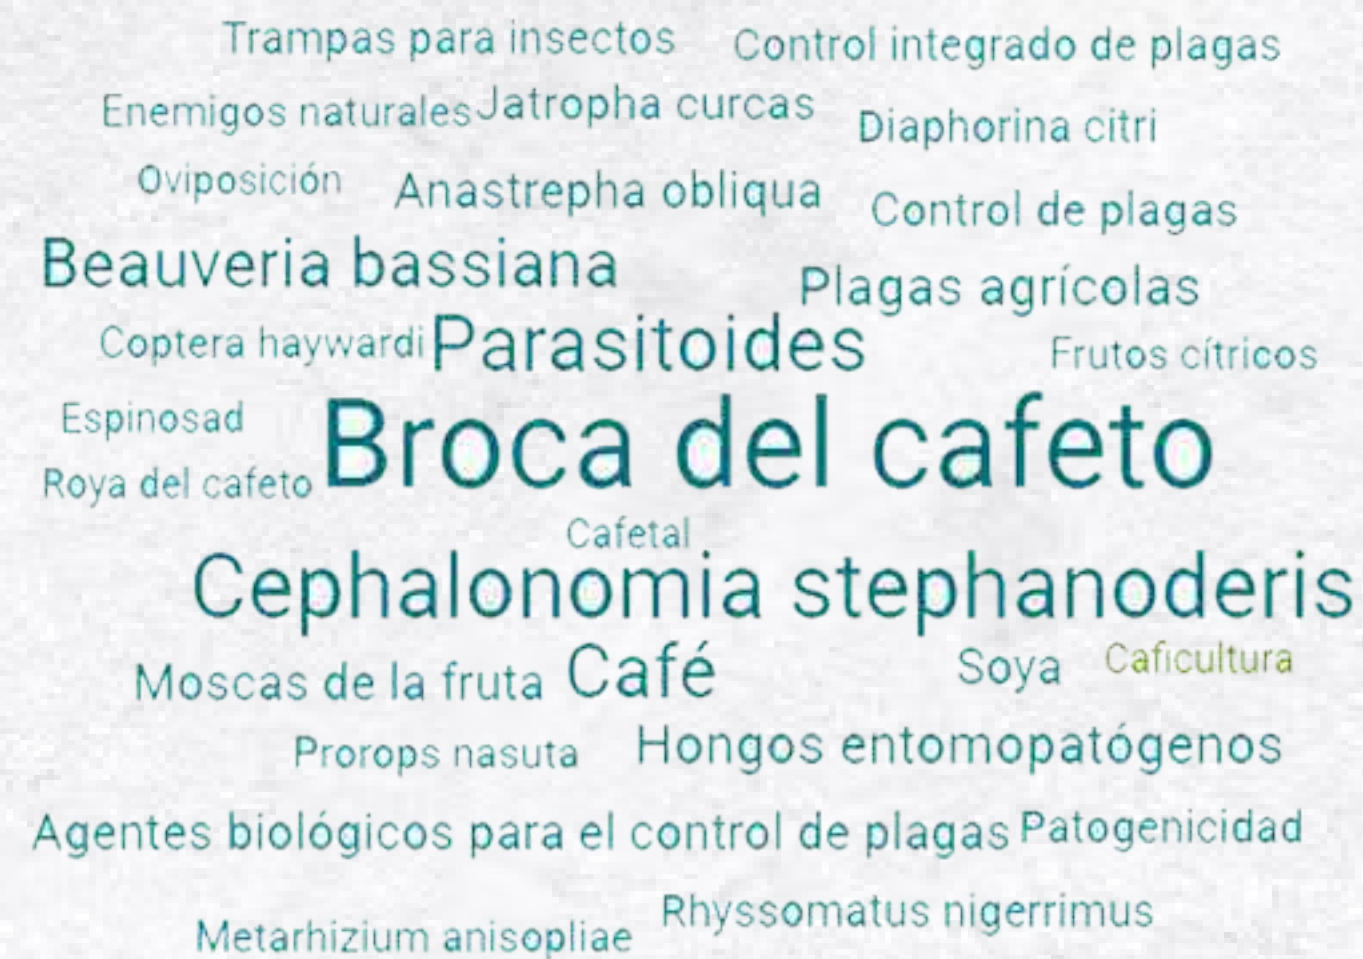 Trampas para insectos
Control integrado de plagas
Enemigos naturales
Jatropha curcas
Diaphorina citri
Oviposición
Anastrepha obliqua
Control de plagas
Beauveria bassiana
Plagas agrícolas
Coptera haywardi
Parasitoides
Frutos cítricos
Espinosad
Broca del cafeto
Roya del cafeto
Cafetal
Cephalonomia stephanoderis
Moscas de la fruta
Café
Soya
Caficultura
Prorops nasuta
Hongos entomopatógenos
Agentes biológicos para el control de plagas
Patogenicidad
Metarhizium anisopliae
Rhyssomatus nigerrimus